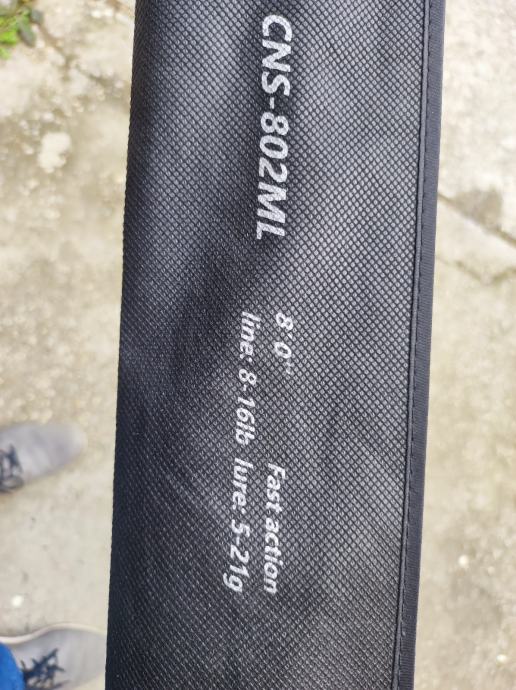 CNS-802ML
8'0'' Fast action
line: 8-16lb lure: 5-21g